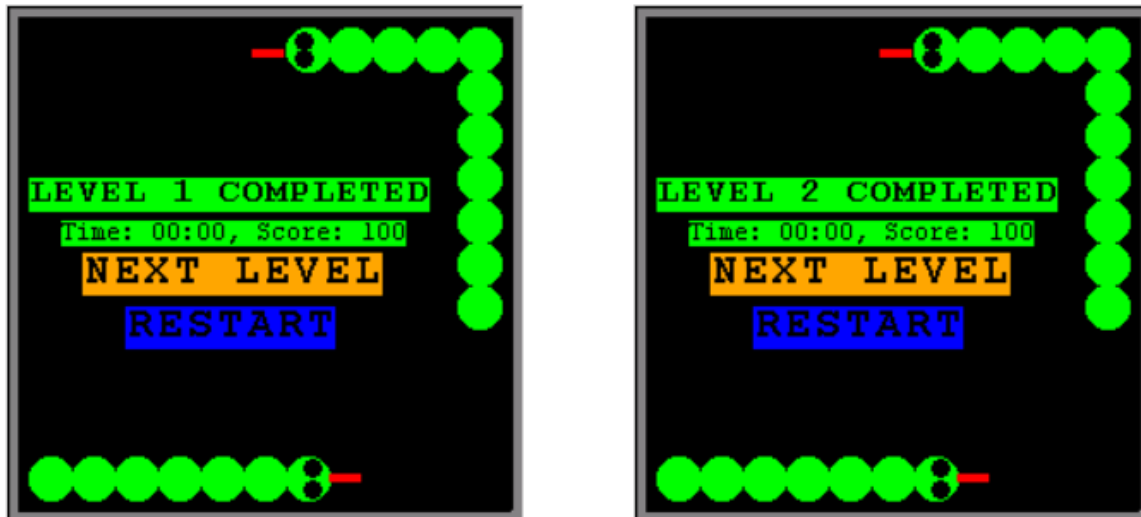 LEVEL 1 COMPLETED
Time: 00:00, Score: 100
NEXT LEVEL
RESTART
LEVEL 2 COMPLETED
Time: 00:00, Score: 100
NEXT LEVEL
RESTART